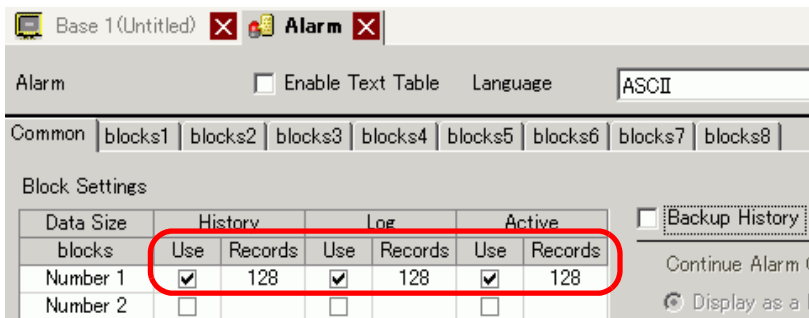 Base 1(Untitled) Alarm
Alarm Enable Text Table Language ASCII
Common blocks1 blocks2 blocks3 blocks4 blocks5 blocks6 blocks7 blocks8
Block Settings
Data Size History Log Active Backup History
blocks Use Records Use Records Use Records
Number 1 128 128 128 Continue Alarm
Number 2 Display as a